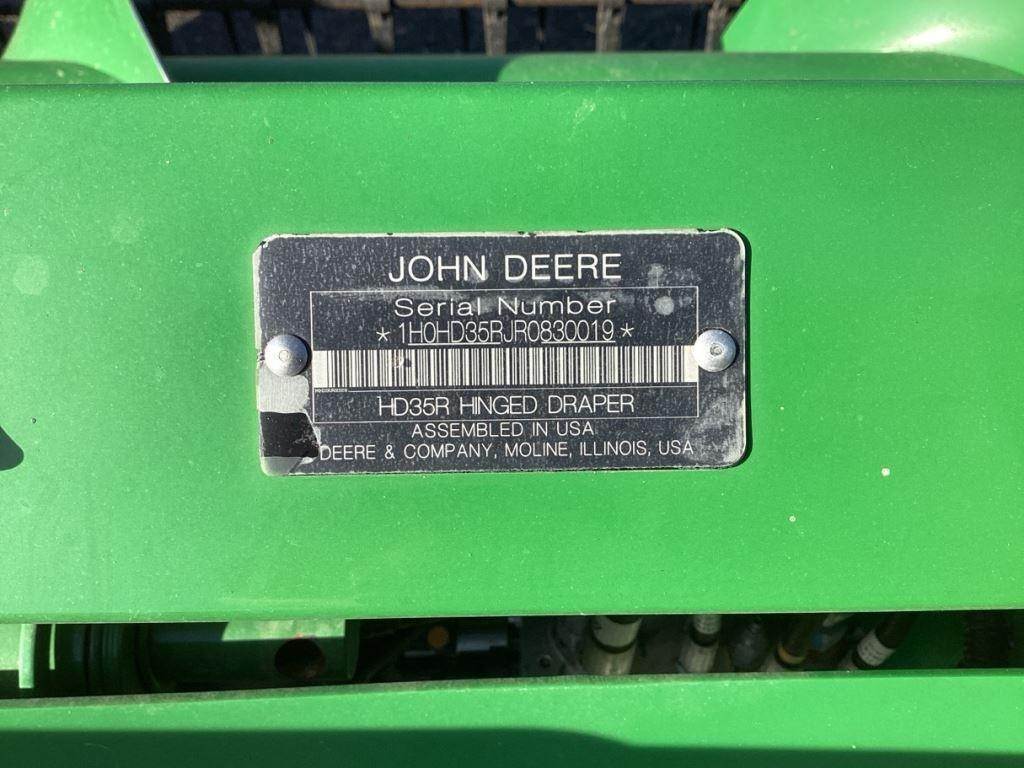 JOHN DEERE
Serial Number
*1H0HD35RJR0830019*
HD35R HINGED DRAPER
ASSEMBLED IN USA
DEERE & COMPANY, MOLINE, ILLINOIS, USA